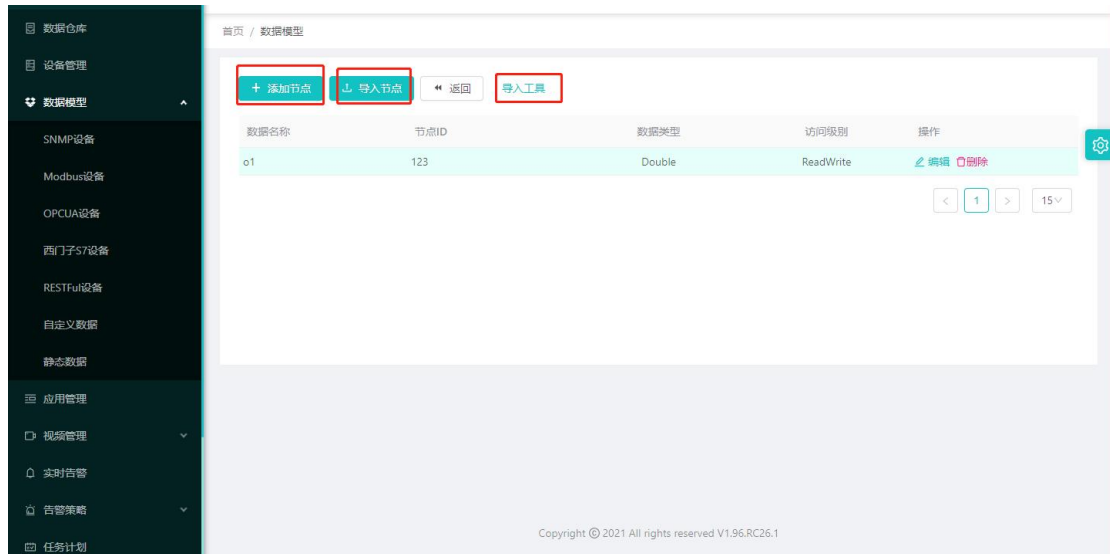 数据仓库
设备管理
数据模型
SNMP设备
Modbus设备
OPCUA设备
西门子S7设备
RESTFul设备
自定义数据
静态数据
应用管理
视频管理
实时告警
告警策略
任务计划
首页 / 数据模型
+ 添加节点 导入节点 返回 导入工具
数据名称 节点ID 数据类型 访问级别 操作
o1 123 Double ReadWrite 编辑 删除
< 1 > 15
Copyright © 2021 All rights reserved V1.96.RC26.1